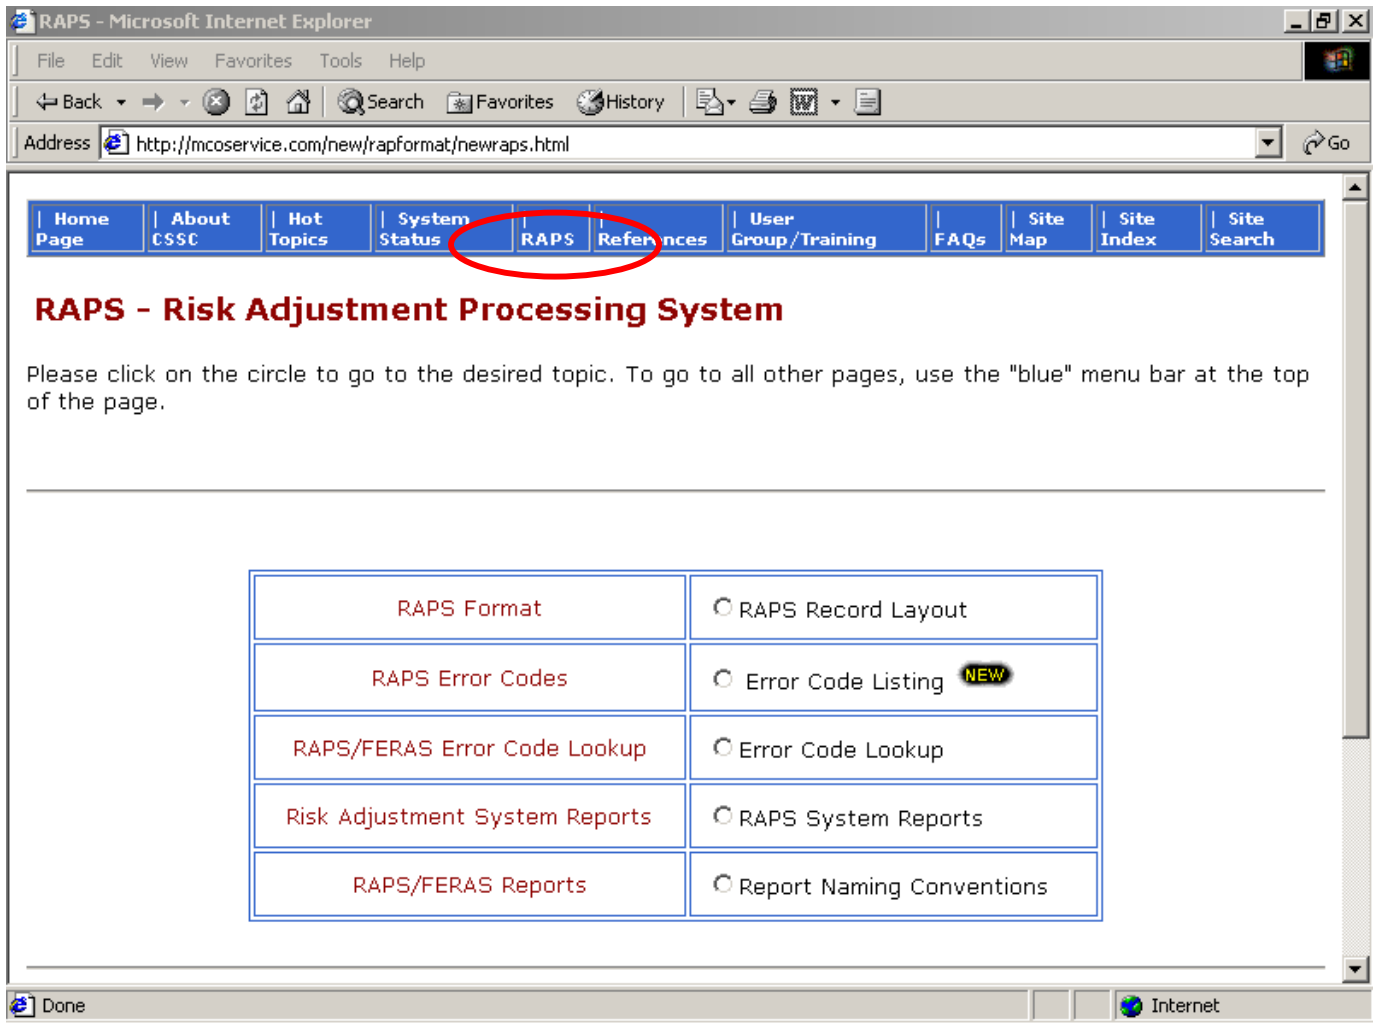 RAPS - Microsoft Internet Explorer
File Edit View Favorites Tools Help
Back Search Favorites History
Address http://mcoservice.com/new/rapformat/newraps.html Go
| Home | About | Hot | System | | | User | | Site | Site | Site
Page CSSC Topics Status RAPS References Group/Training FAQs Map Index Search
RAPS - Risk Adjustment Processing System
Please click on the circle to go to the desired topic. To go to all other pages, use the "blue" menu bar at the top
of the page.
RAPS Format RAPS Record Layout
RAPS Error Codes Error Code Listing NEW
RAPS/FERAS Error Code Lookup Error Code Lookup
Risk Adjustment System Reports RAPS System Reports
RAPS/FERAS Reports Report Naming Conventions
Done Internet